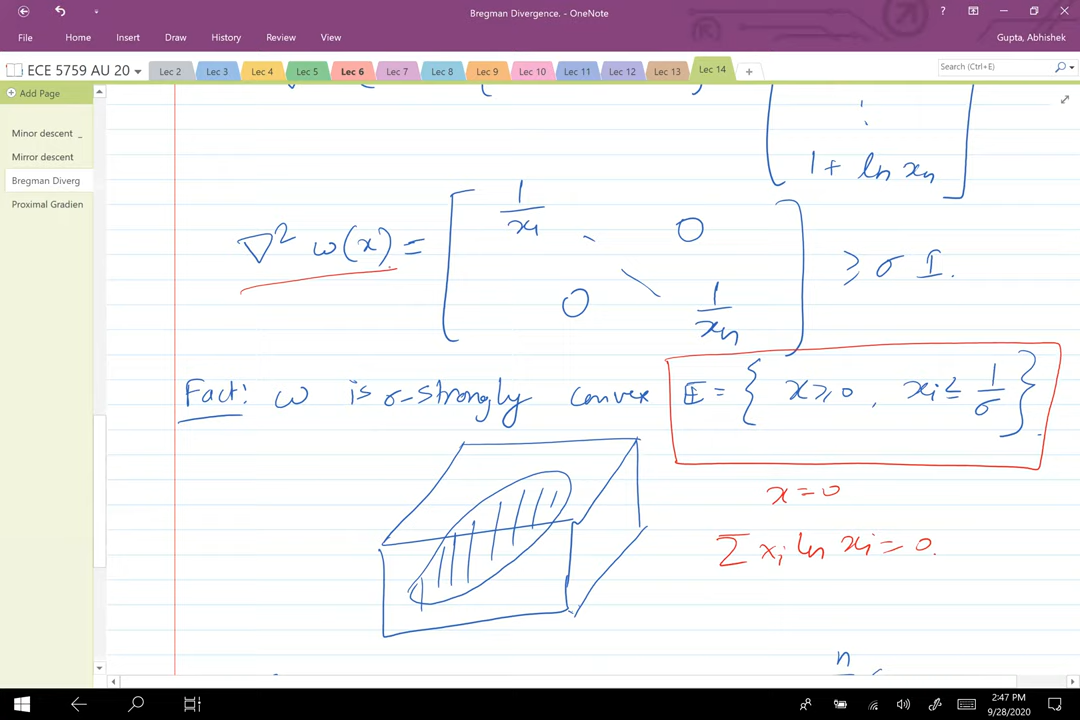 Bregman Divergence. - OneNote
File Home Insert Draw History Review View Gupta, Abhishek
ECE 5759 AU 20 Lec 2 Lec 3 Lec 4 Lec 5 Lec 6 Lec 7 Lec 8 Lec 9 Lec 10 Lec 11 Lec 12 Lec 13 Lec 14 Search (Ctrl+E)
Add Page
Minor descent
Mirror descent
Bregman Diverg
Proximal Gradien
⋮
1 + ln xn
∇² ω(x) = [ 1/x1 0 0 1/xn ] ≥ σ I.
Fact: ω is σ-strongly convex E = { x ≥ 0, xi ≤ 1/σ }.
x = 0
Σ xi ln xi = 0.
n
2:47 PM
9/28/2020